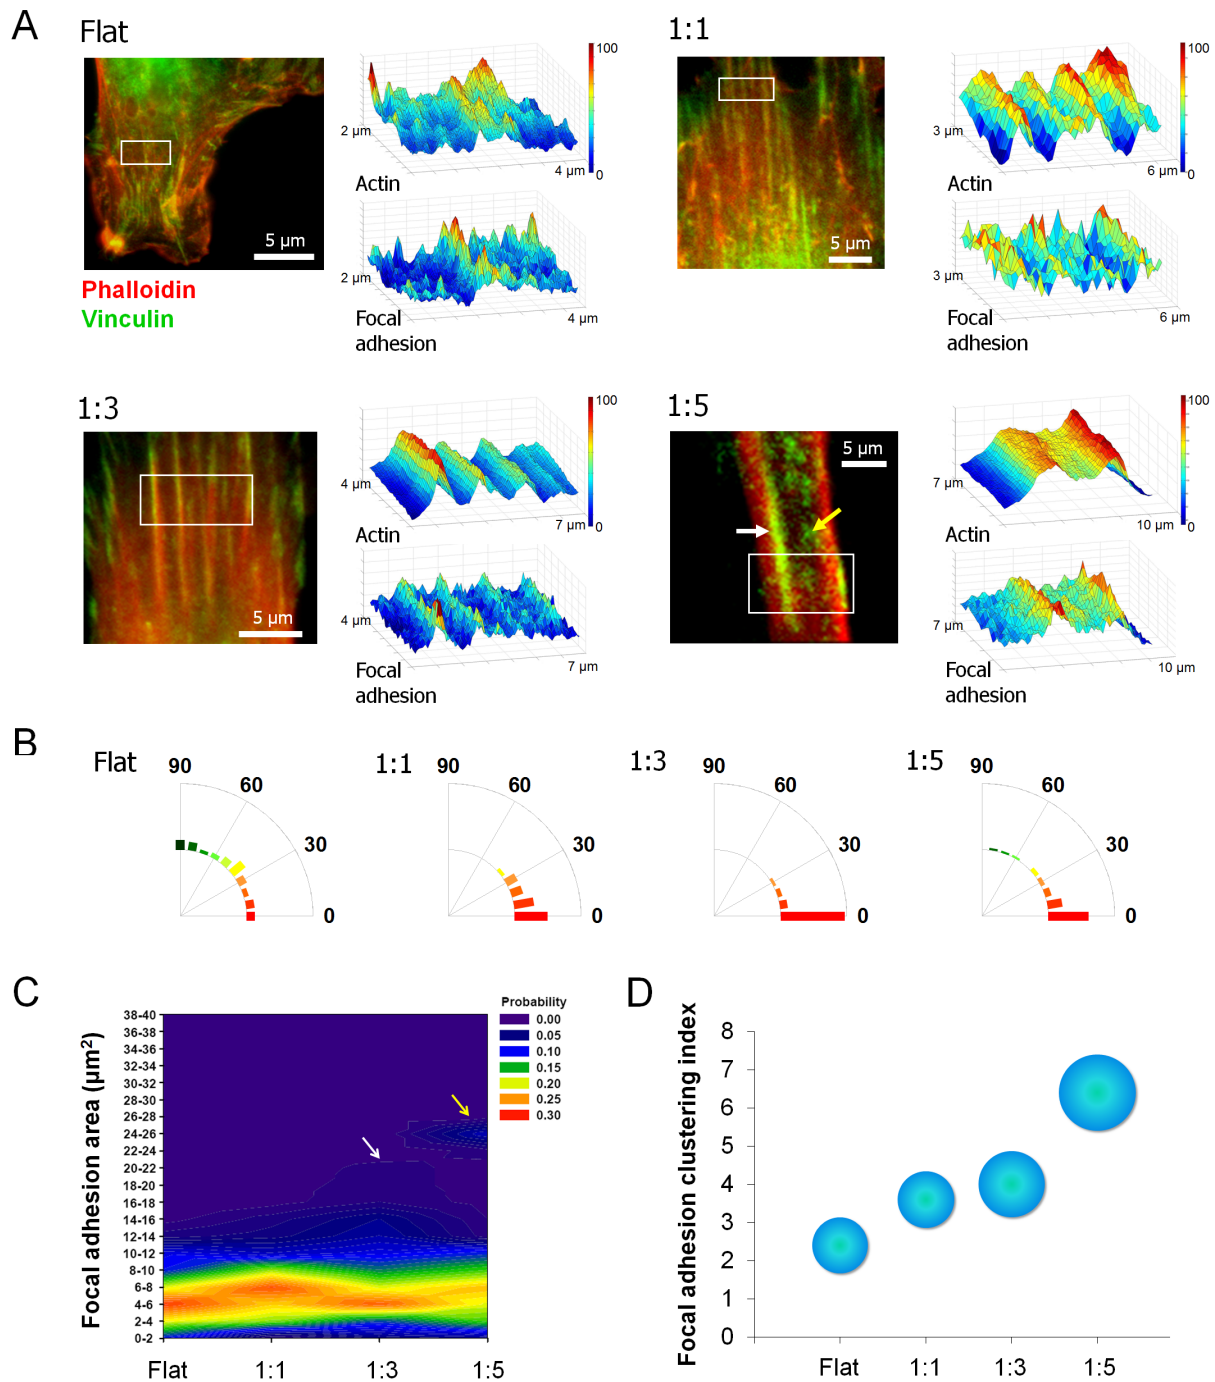 A
Flat
5 µm
Phalloidin
Vinculin
100
0
2 µm
4 µm
Actin
2 µm
4 µm
Focal
adhesion
1:1
5 µm
100
0
3 µm
6 µm
Actin
3 µm
6 µm
Focal
adhesion
1:3
5 µm
100
0
4 µm
7 µm
Actin
4 µm
7 µm
Focal
adhesion
1:5
5 µm
100
0
7 µm
10 µm
Actin
7 µm
10 µm
Focal
adhesion
B
Flat
90
60
30
0
1:1
90
60
30
0
1:3
90
60
30
0
1:5
90
60
30
0
C
Focal adhesion area (µm²)
38-40
36-38
34-36
32-34
30-32
28-30
26-28
24-26
22-24
20-22
18-20
16-18
14-16
12-14
10-12
8-10
6-8
4-6
2-4
0-2
Flat 1:1 1:3 1:5
Probability
0.00
0.05
0.10
0.15
0.20
0.25
0.30
D
Focal adhesion clustering index
8
7
6
5
4
3
2
1
0
Flat 1:1 1:3 1:5